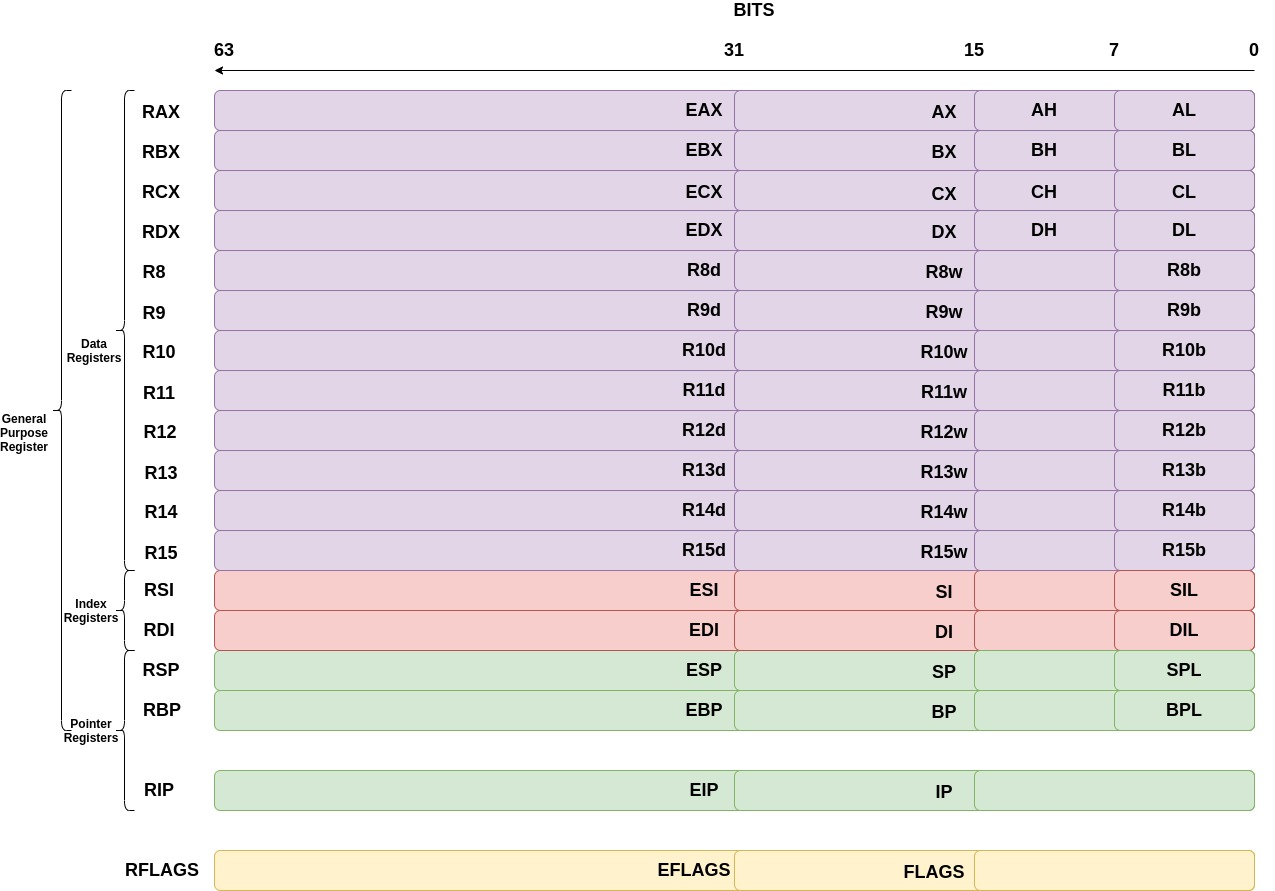 BITS
63 31 15 7 0
RAX EAX AX AH AL
RBX EBX BX BH BL
RCX ECX CX CH CL
RDX EDX DX DH DL
R8 R8d R8w R8b
R9 R9d R9w R9b
Data
Registers
R10 R10d R10w R10b
R11 R11d R11w R11b
General
Purpose
Register
R12 R12d R12w R12b
R13 R13d R13w R13b
R14 R14d R14w R14b
R15 R15d R15w R15b
RSI ESI SI SIL
Index
Registers
RDI EDI DI DIL
RSP ESP SP SPL
RBP EBP BP BPL
Pointer
Registers
RIP EIP IP
RFLAGS EFLAGS FLAGS